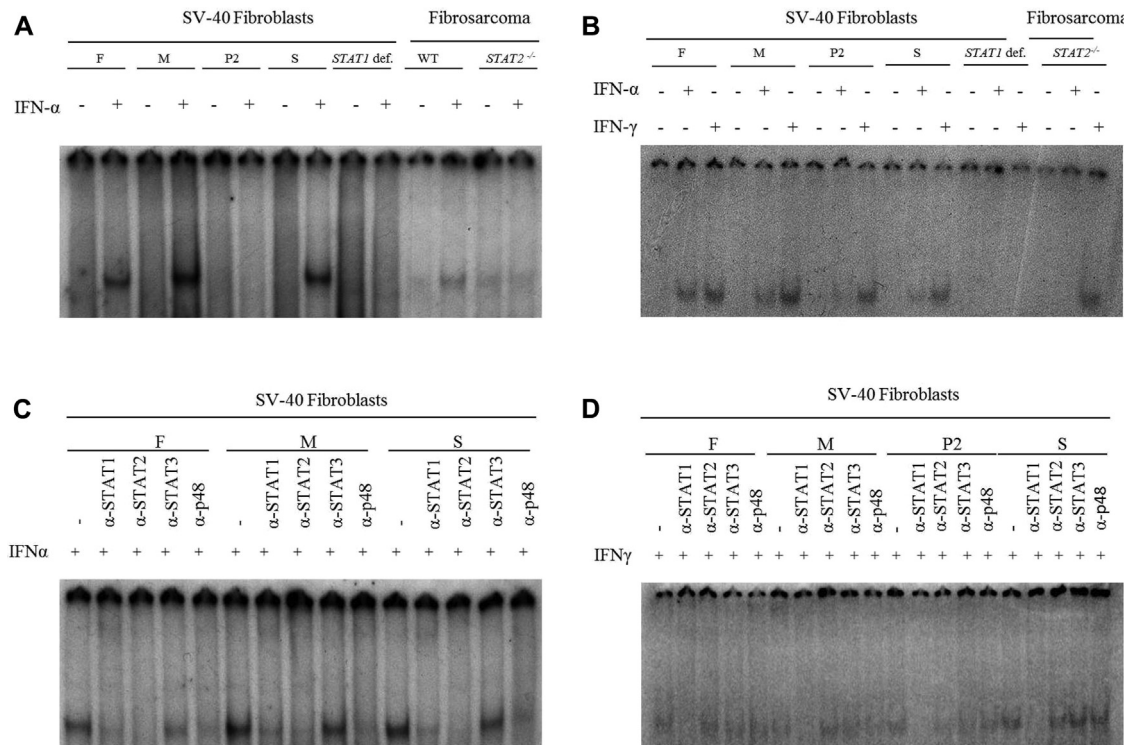 A
SV-40 Fibroblasts Fibrosarcoma
F M P2 S STAT1 def. WT STAT2-/-
IFN-α - + - + - + - + - + - + - +
B
SV-40 Fibroblasts Fibrosarcoma
F M P2 S STAT1 def. STAT2-/-
IFN-α - + - - + - - + - - + - - + - - + -
IFN-γ - - + - - + - - + - - + - - + - - +
C
SV-40 Fibroblasts
F M S
- α-STAT1 α-STAT2 α-STAT3 α-p48 - α-STAT1 α-STAT2 α-STAT3 α-p48 - α-STAT1 α-STAT2 α-STAT3 α-p48
IFNα + + + + + + + + + + + + + + +
D
SV-40 Fibroblasts
F M P2 S
- α-STAT1 α-STAT2 α-STAT3 α-p48 - α-STAT1 α-STAT2 α-STAT3 α-p48 - α-STAT1 α-STAT2 α-STAT3 α-p48 - α-STAT1 α-STAT2 α-STAT3 α-p48
IFNγ + + + + + + + + + + + + + + + + + + + +